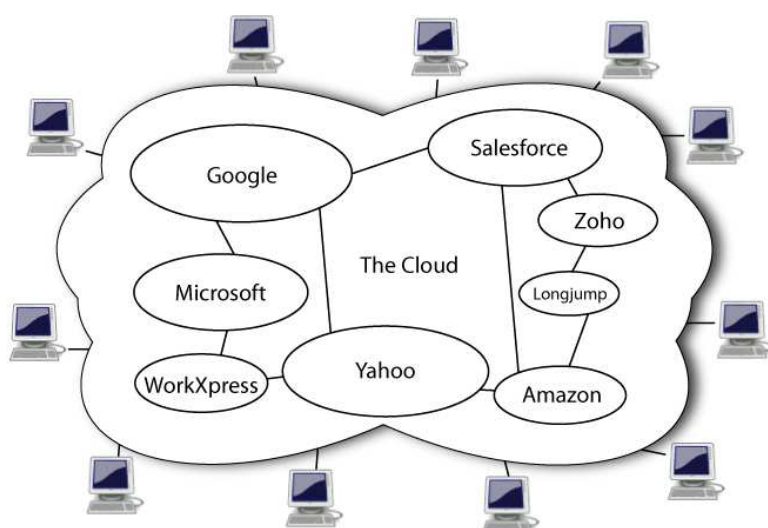 Salesforce
Google
Zoho
The Cloud
Microsoft
Longjump
Yahoo
WorkXpress
Amazon